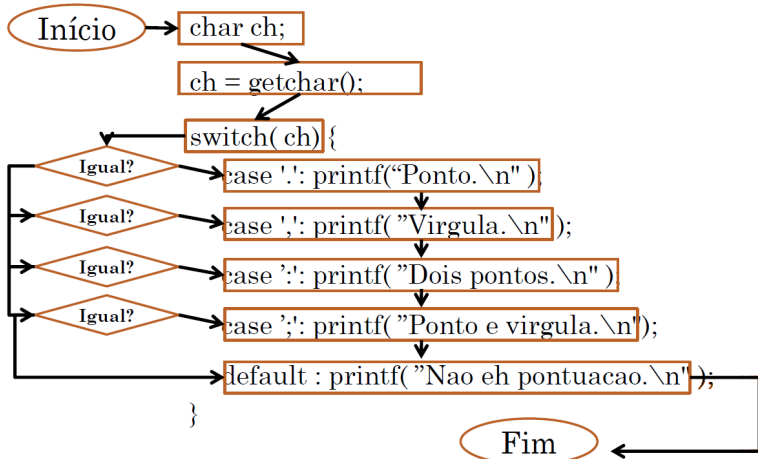 Início
char ch;
ch = getchar();
switch( ch) {
Igual?
case '.': printf(“Ponto.\n" );
Igual?
case ',': printf( ”Virgula.\n" );
Igual?
case ':': printf( ”Dois pontos.\n" );
Igual?
case ';': printf( ”Ponto e virgula.\n");
default : printf( ”Nao eh pontuacao.\n" );
}
Fim